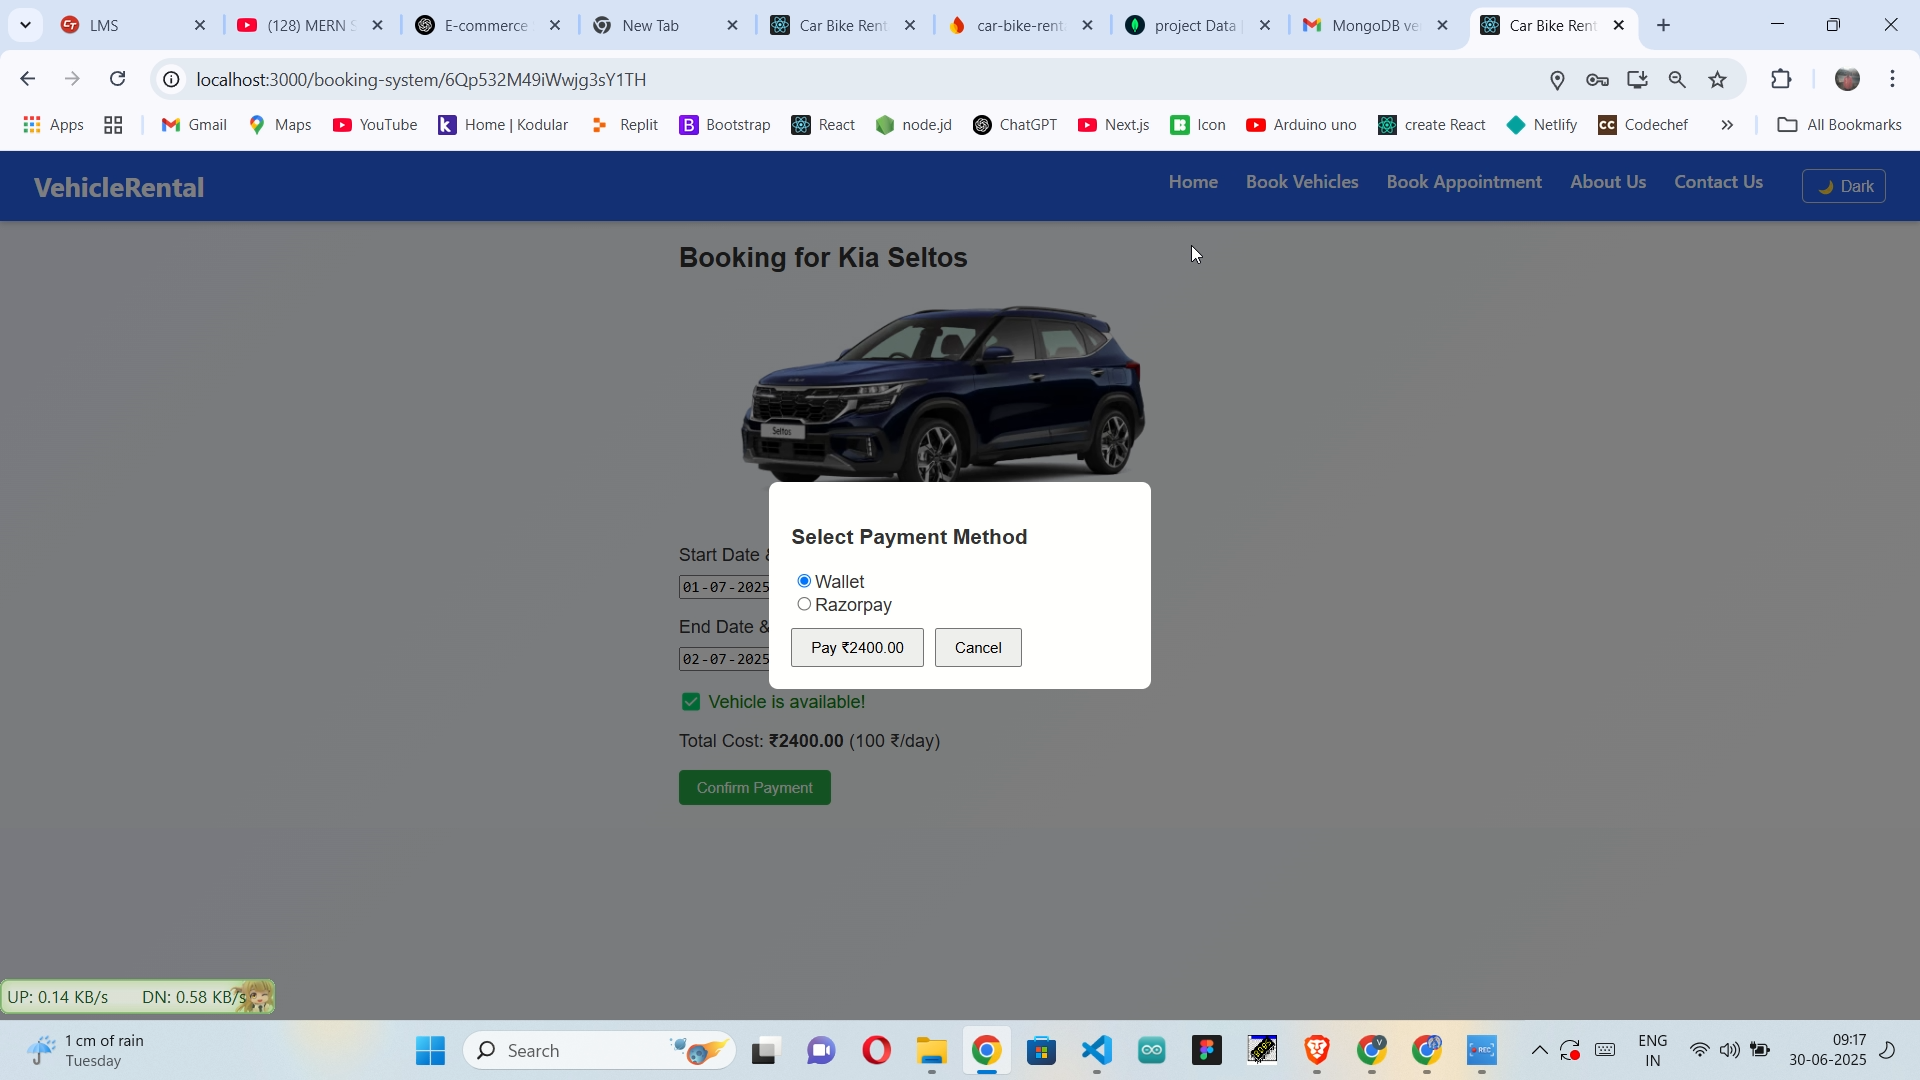 LMS
(128) MERN S
E-commerce
New Tab
Car Bike Rent
car-bike-renta
project Data |
MongoDB ve
Car Bike Rent
localhost:3000/booking-system/6Qp532M49iWwjg3sY1TH
Apps
Gmail
Maps
YouTube
Home | Kodular
Replit
Bootstrap
React
node.jd
ChatGPT
Next.js
Icon
Arduino uno
create React
Netlify
Codechef
All Bookmarks
VehicleRental
Home
Book Vehicles
Book Appointment
About Us
Contact Us
🌙 Dark
Booking for Kia Seltos
Seltos
Select Payment Method
Start Date &
Wallet
01-07-2025
Razorpay
End Date &
Pay ₹2400.00
Cancel
02-07-2025
Vehicle is available!
Total Cost: ₹2400.00 (100 ₹/day)
Confirm Payment
UP: 0.14 KB/s DN: 0.58 KB/s
1 cm of rain
Tuesday
Search
REC
ENG
IN
09:17
30-06-2025